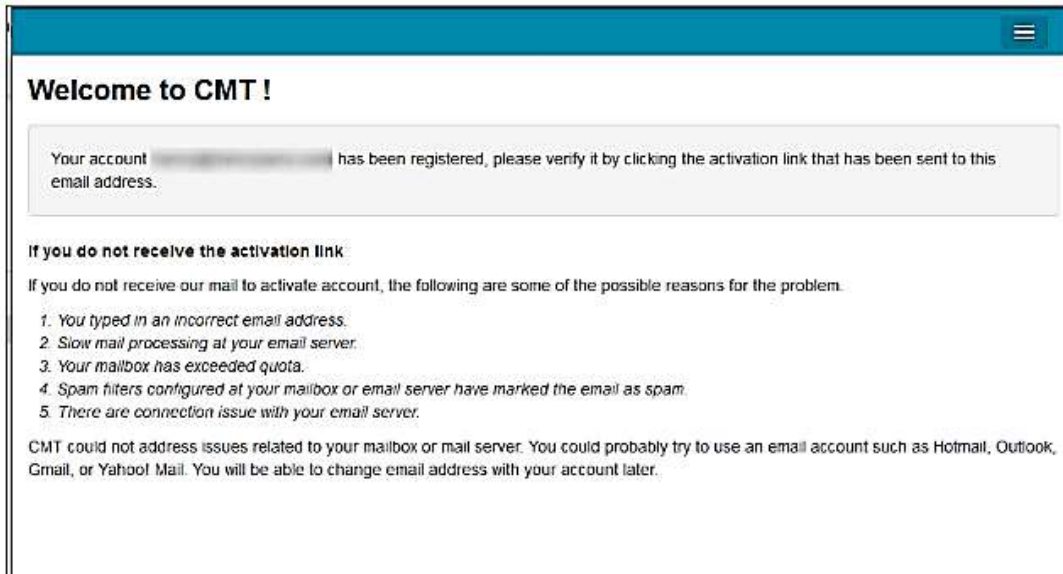 Welcome to CMT !
Your account has been registered, please verify it by clicking the activation link that has been sent to this
email address.
If you do not receive the activation link
If you do not receive our mail to activate account, the following are some of the possible reasons for the problem.
1. You typed in an incorrect email address.
2. Slow mail processing at your email server.
3. Your mailbox has exceeded quota.
4. Spam filters configured at your mailbox or email server have marked the email as spam.
5. There are connection issue with your email server.
CMT could not address issues related to your mailbox or mail server. You could probably try to use an email account such as Hotmail, Outlook,
Gmail, or Yahoo! Mail. You will be able to change email address with your account later.